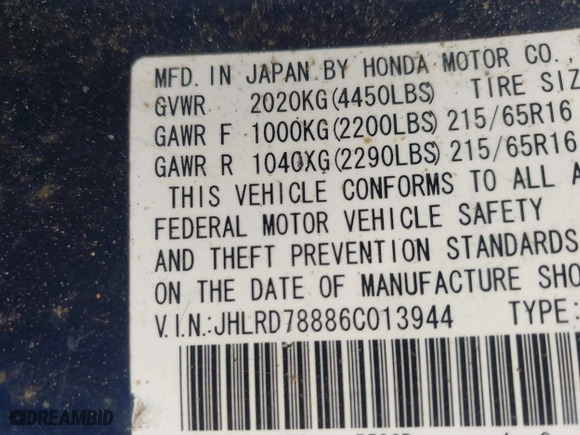 MFD. IN JAPAN BY HONDA MOTOR CO.,
GVWR 2020KG(4450LBS) TIRE SIZ
GAWR F 1000KG(2200LBS) 215/65R16
GAWR R 1040KG(2290LBS) 215/65R16
THIS VEHICLE CONFORMS TO ALL A
FEDERAL MOTOR VEHICLE SAFETY
AND THEFT PREVENTION STANDARDS
ON THE DATE OF MANUFACTURE SHO
V.I.N.:JHLRD78886C013944 TYPE:
DREAMBID